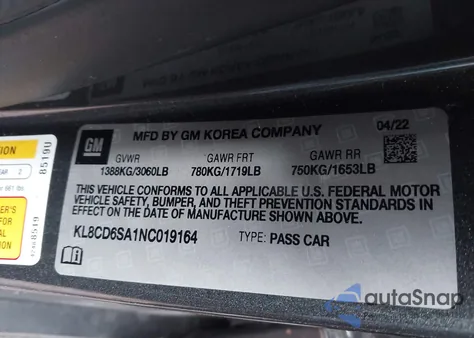 GM
MFD BY GM KOREA COMPANY 04/22
GVWR GAWR FRT GAWR RR
1388KG/3060LB 780KG/1719LB 750KG/1653LB
THIS VEHICLE CONFORMS TO ALL APPLICABLE U.S. FEDERAL MOTOR
VEHICLE SAFETY, BUMPER, AND THEFT PREVENTION STANDARDS IN
EFFECT ON THE DATE OF MANUFACTURE SHOWN ABOVE.
KL8CD6SA1NC019164 TYPE: PASS CAR
8519U
2
autoSnap